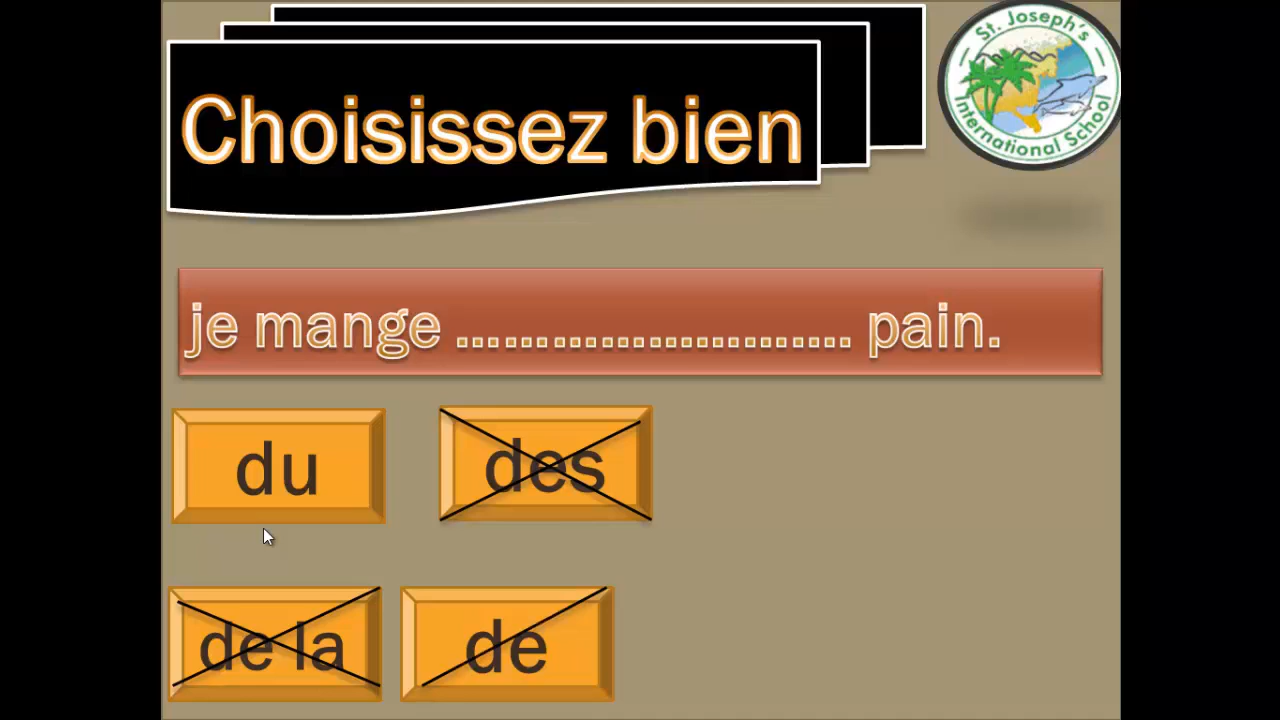 Choisissez bien
St. Joseph's
International School
je mange ......................... pain.
du
des
de la
de